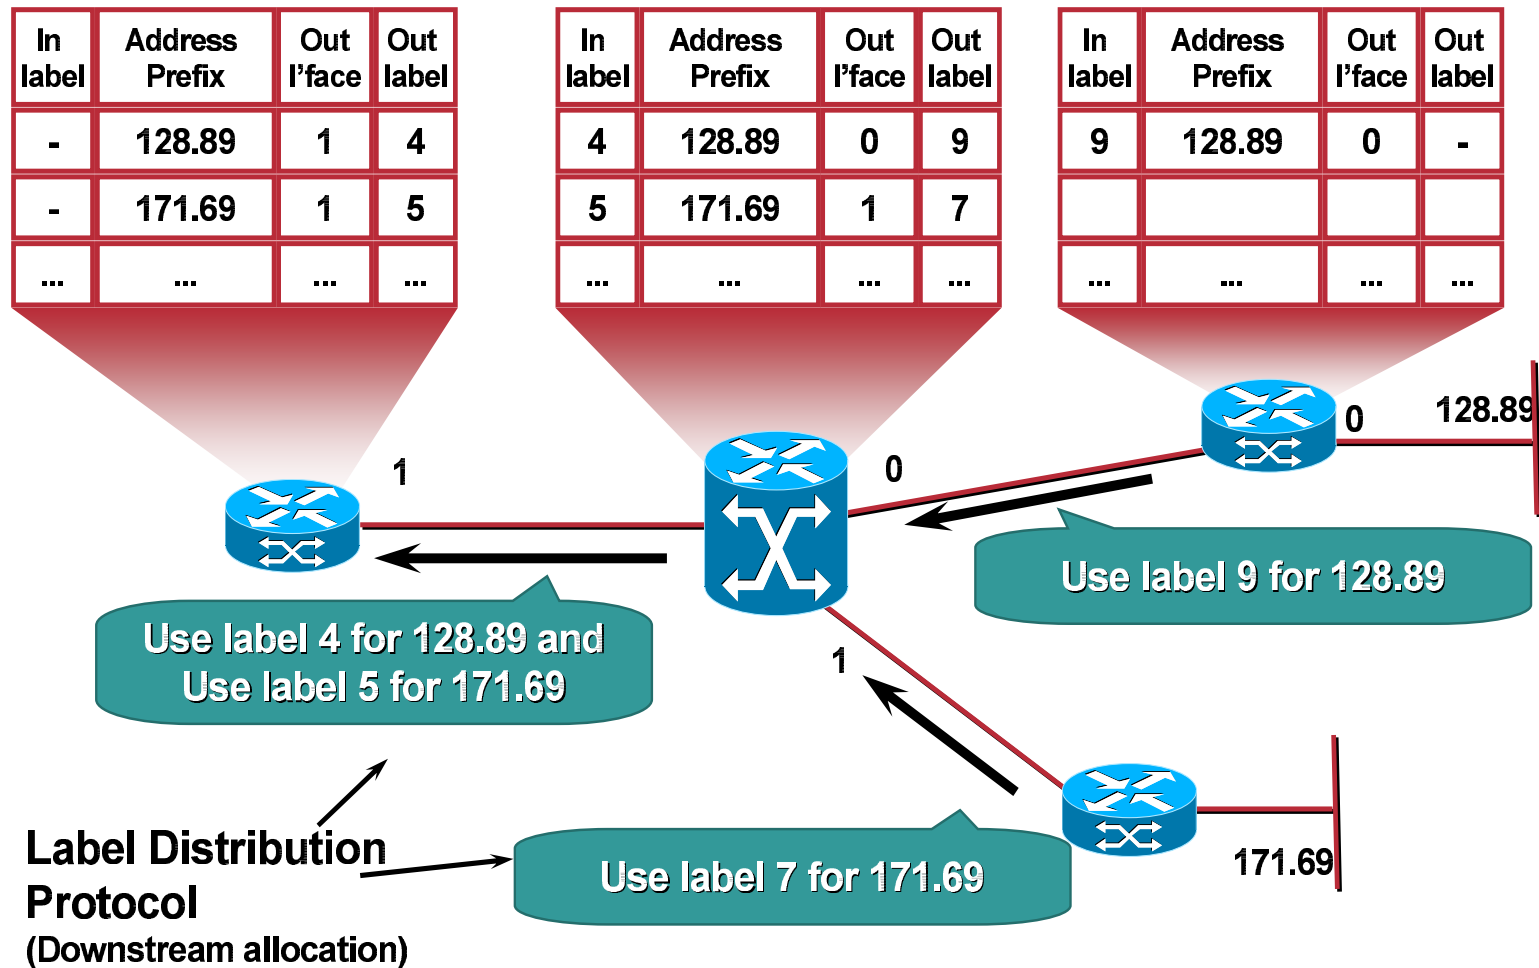 In label | Address Prefix | Out I'face | Out label
- | 128.89 | 1 | 4
- | 171.69 | 1 | 5
... | ... | ... | ...
In label | Address Prefix | Out I'face | Out label
4 | 128.89 | 0 | 9
5 | 171.69 | 1 | 7
... | ... | ... | ...
In label | Address Prefix | Out I'face | Out label
9 | 128.89 | 0 | -
... | ... | ... | ...
0
128.89
1
0
Use label 9 for 128.89
Use label 4 for 128.89 and
Use label 5 for 171.69
1
Label Distribution
Protocol
(Downstream allocation)
Use label 7 for 171.69
171.69